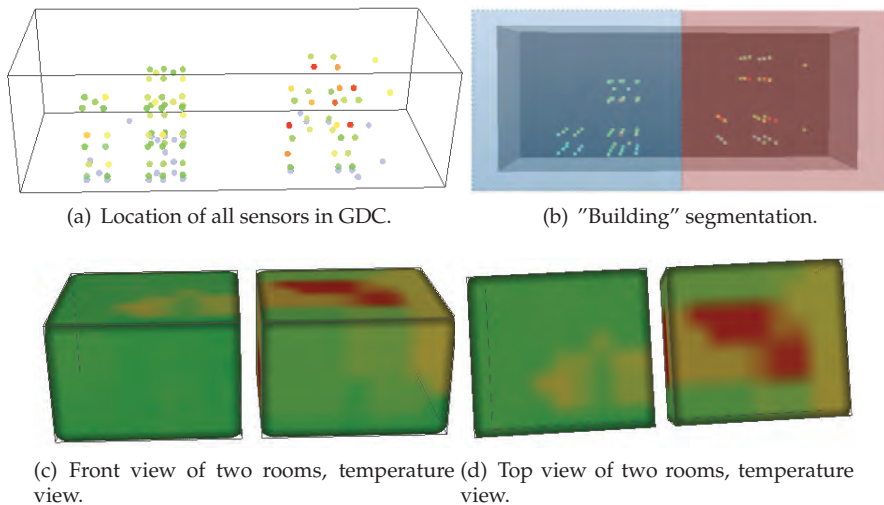 (a) Location of all sensors in GDC.
(b) ”Building” segmentation.
(c) Front view of two rooms, temperature view.
(d) Top view of two rooms, temperature view.